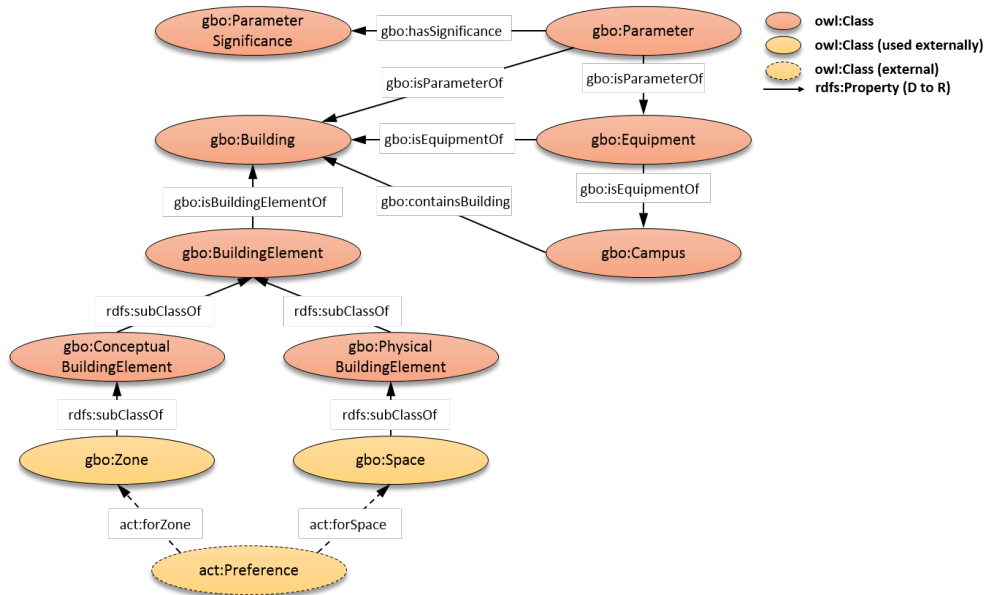 gbo:Parameter
Significance
gbo:hasSignificance
gbo:Parameter
owl:Class
owl:Class (used externally)
owl:Class (external)
rdfs:Property (D to R)
gbo:isParameterOf
gbo:isParameterOf
gbo:Building
gbo:isEquipmentOf
gbo:Equipment
gbo:isBuildingElementOf
gbo:containsBuilding
gbo:isEquipmentOf
gbo:BuildingElement
gbo:Campus
rdfs:subClassOf
rdfs:subClassOf
gbo:Conceptual
BuildingElement
gbo:Physical
BuildingElement
rdfs:subClassOf
rdfs:subClassOf
gbo:Zone
gbo:Space
act:forZone
act:forSpace
act:Preference